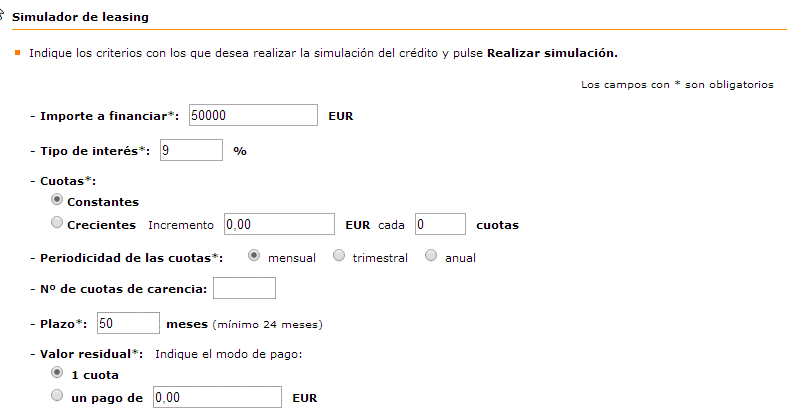 Simulador de leasing
Indique los criterios con los que desea realizar la simulación del crédito y pulse Realizar simulación.
Los campos con * son obligatorios
- Importe a financiar*: 50000 EUR
- Tipo de interés*: 9 %
- Cuotas*:
Constantes
Crecientes Incremento 0,00 EUR cada 0 cuotas
- Periodicidad de las cuotas*: mensual trimestral anual
- Nº de cuotas de carencia:
- Plazo*: 50 meses (mínimo 24 meses)
- Valor residual*: Indique el modo de pago:
1 cuota
un pago de 0,00 EUR